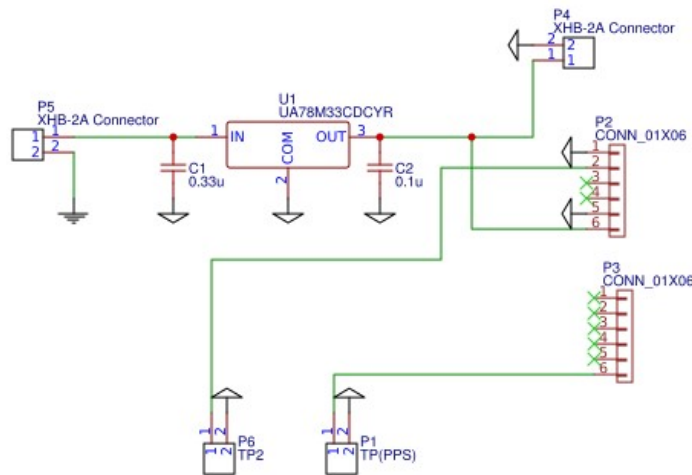 P4
XHB-2A Connector
2 2
1 1
P5
XHB-2A Connector
1 1
2 2
U1
UA78M33CDCYR
1 IN OUT 3
COM
2
C1
0.33u
C2
0.1u
P2
CONN_01X06
1
2
3
4
5
6
P3
CONN_01X06
1
2
3
4
5
6
1 2
1 2
P6
TP2
1 2
1 2
P1
TP(PPS)